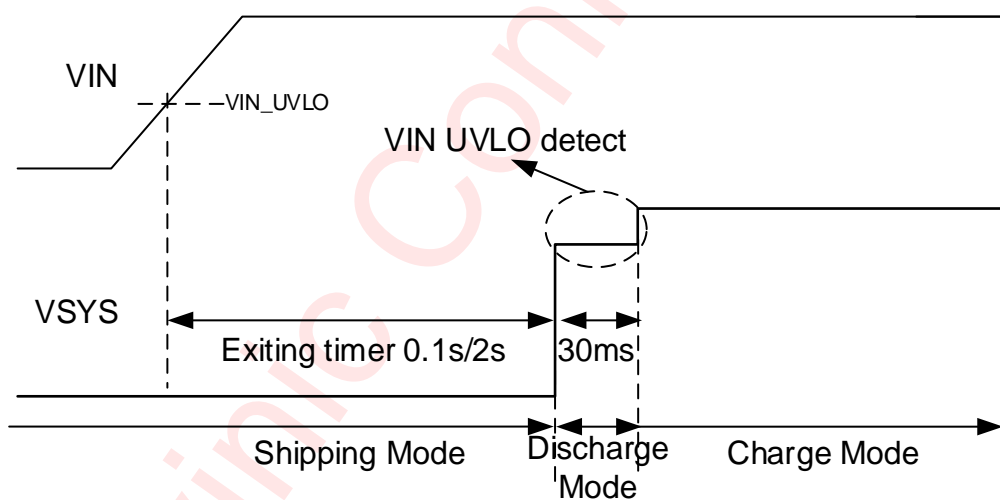 VIN
VIN_UVLO
VIN UVLO detect
VSYS
Exiting timer 0.1s/2s
30ms
Shipping Mode
Discharge
Mode
Charge Mode